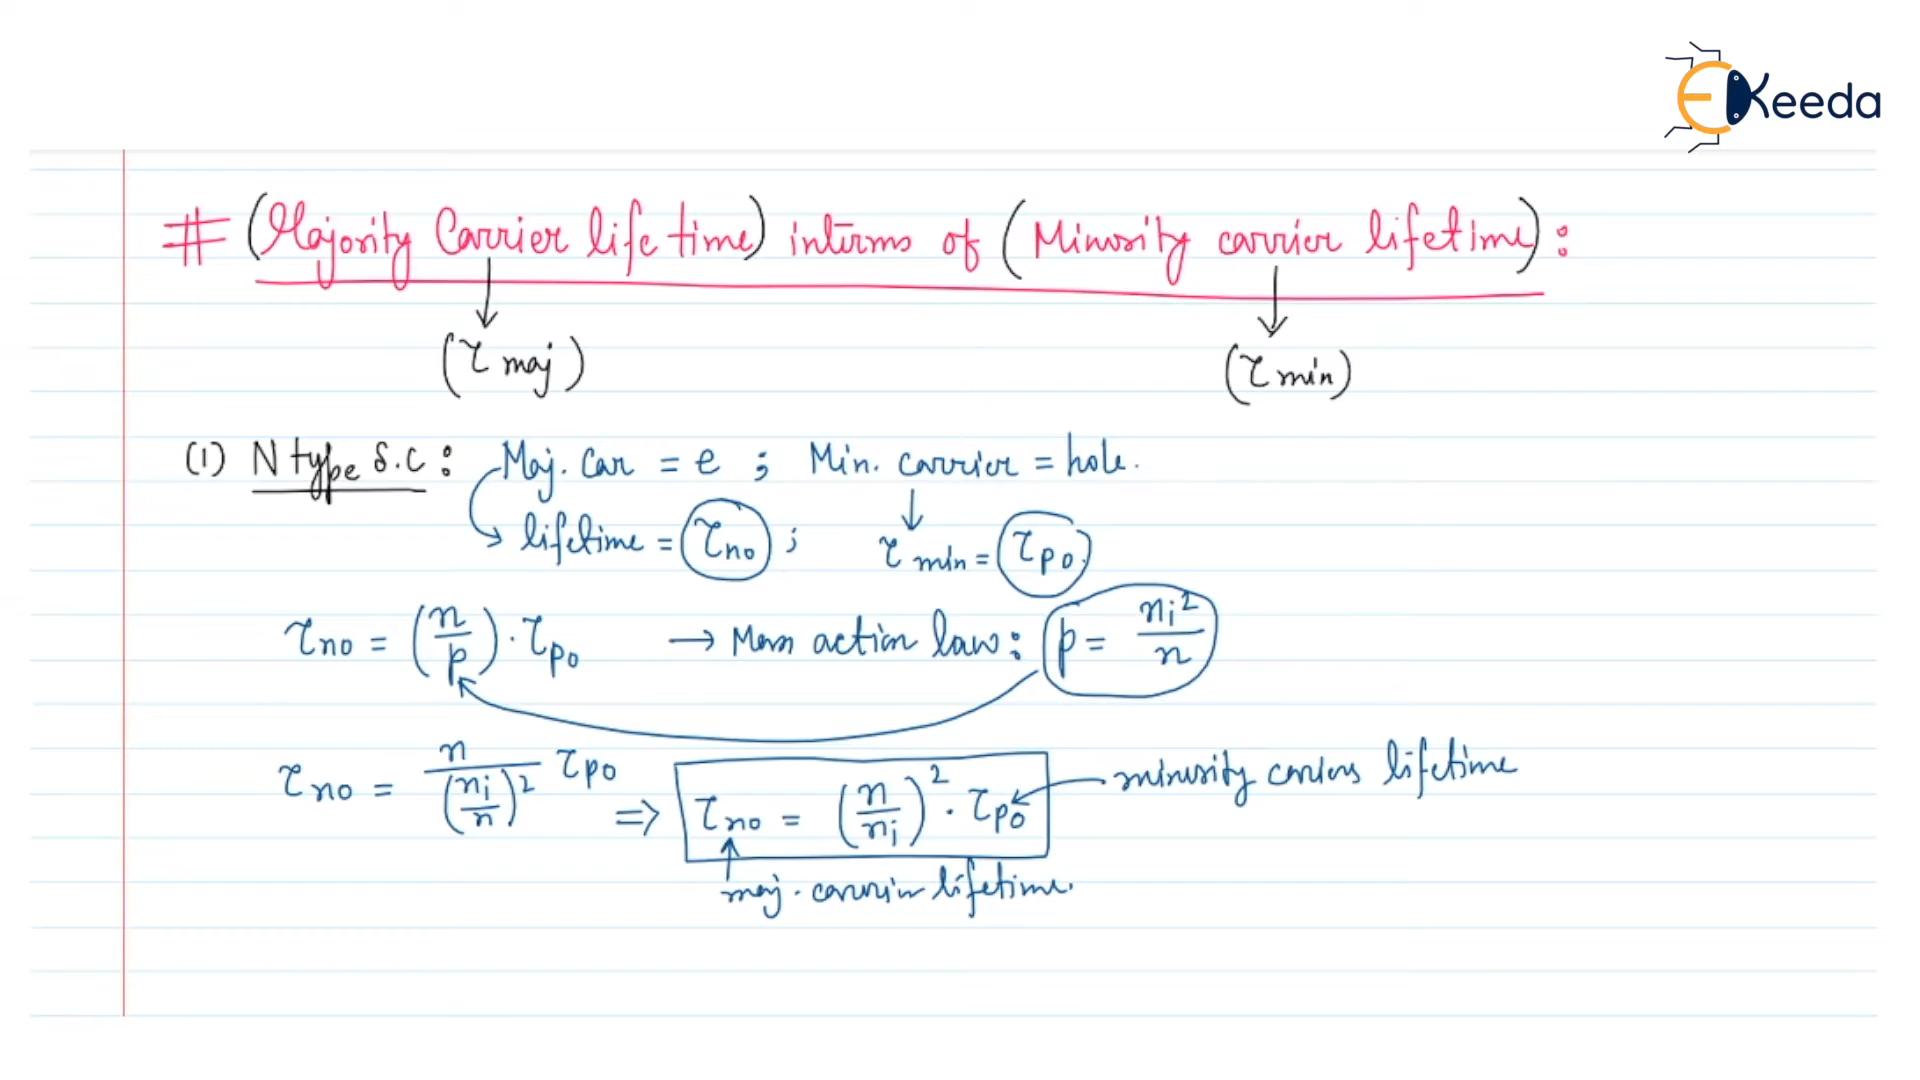 EKeeda
# (Majority Carrier life time) interms of (Minority carrier lifetime):
(τ maj) (τ min)
(1) N type S.C: Maj. Car = e ; Min. carrier = hole.
lifetime = τno ; τ min = τpo.
τno = (n/p) · τpo → Mass action law: p = ni²/n
τno = n/(ni/n)² τpo ⇒ τno = (n/ni)² · τpo ← minority carriers lifetime
maj. carrier lifetime.